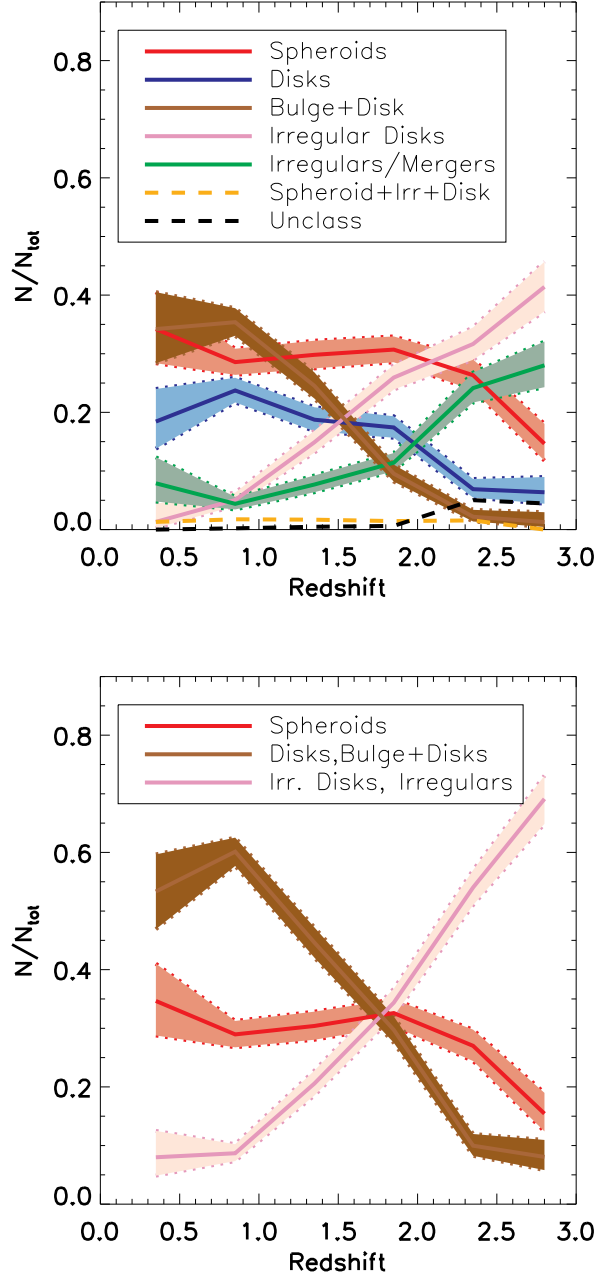 0.8
0.6
0.4
0.2
0.0
N/Ntot
Spheroids
Disks
Bulge+Disk
Irregular Disks
Irregulars/Mergers
Spheroid+Irr+Disk
Unclass
0.0 0.5 1.0 1.5 2.0 2.5 3.0
Redshift
0.8
0.6
0.4
0.2
0.0
N/Ntot
Spheroids
Disks,Bulge+Disks
Irr. Disks, Irregulars
0.0 0.5 1.0 1.5 2.0 2.5 3.0
Redshift